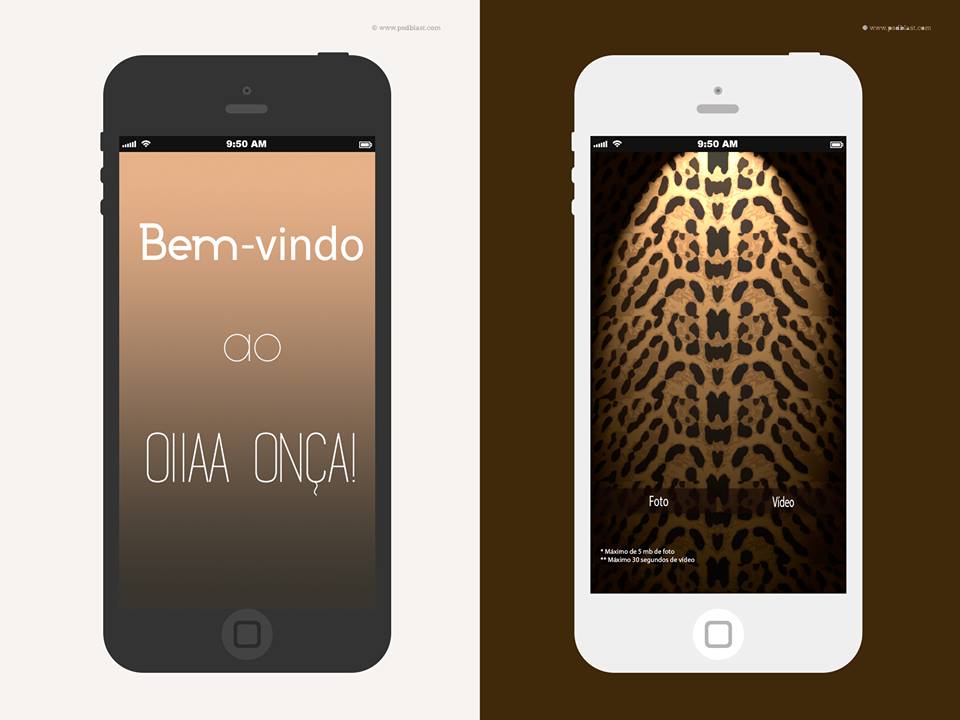 © www.psdblast.com
9:50 AM
Bem-vindo
ao
OIIAA ONÇA!
© www.psdblast.com
9:50 AM
Foto Vídeo
* Máximo de 5 mb de foto
** Máximo 30 segundos de vídeo